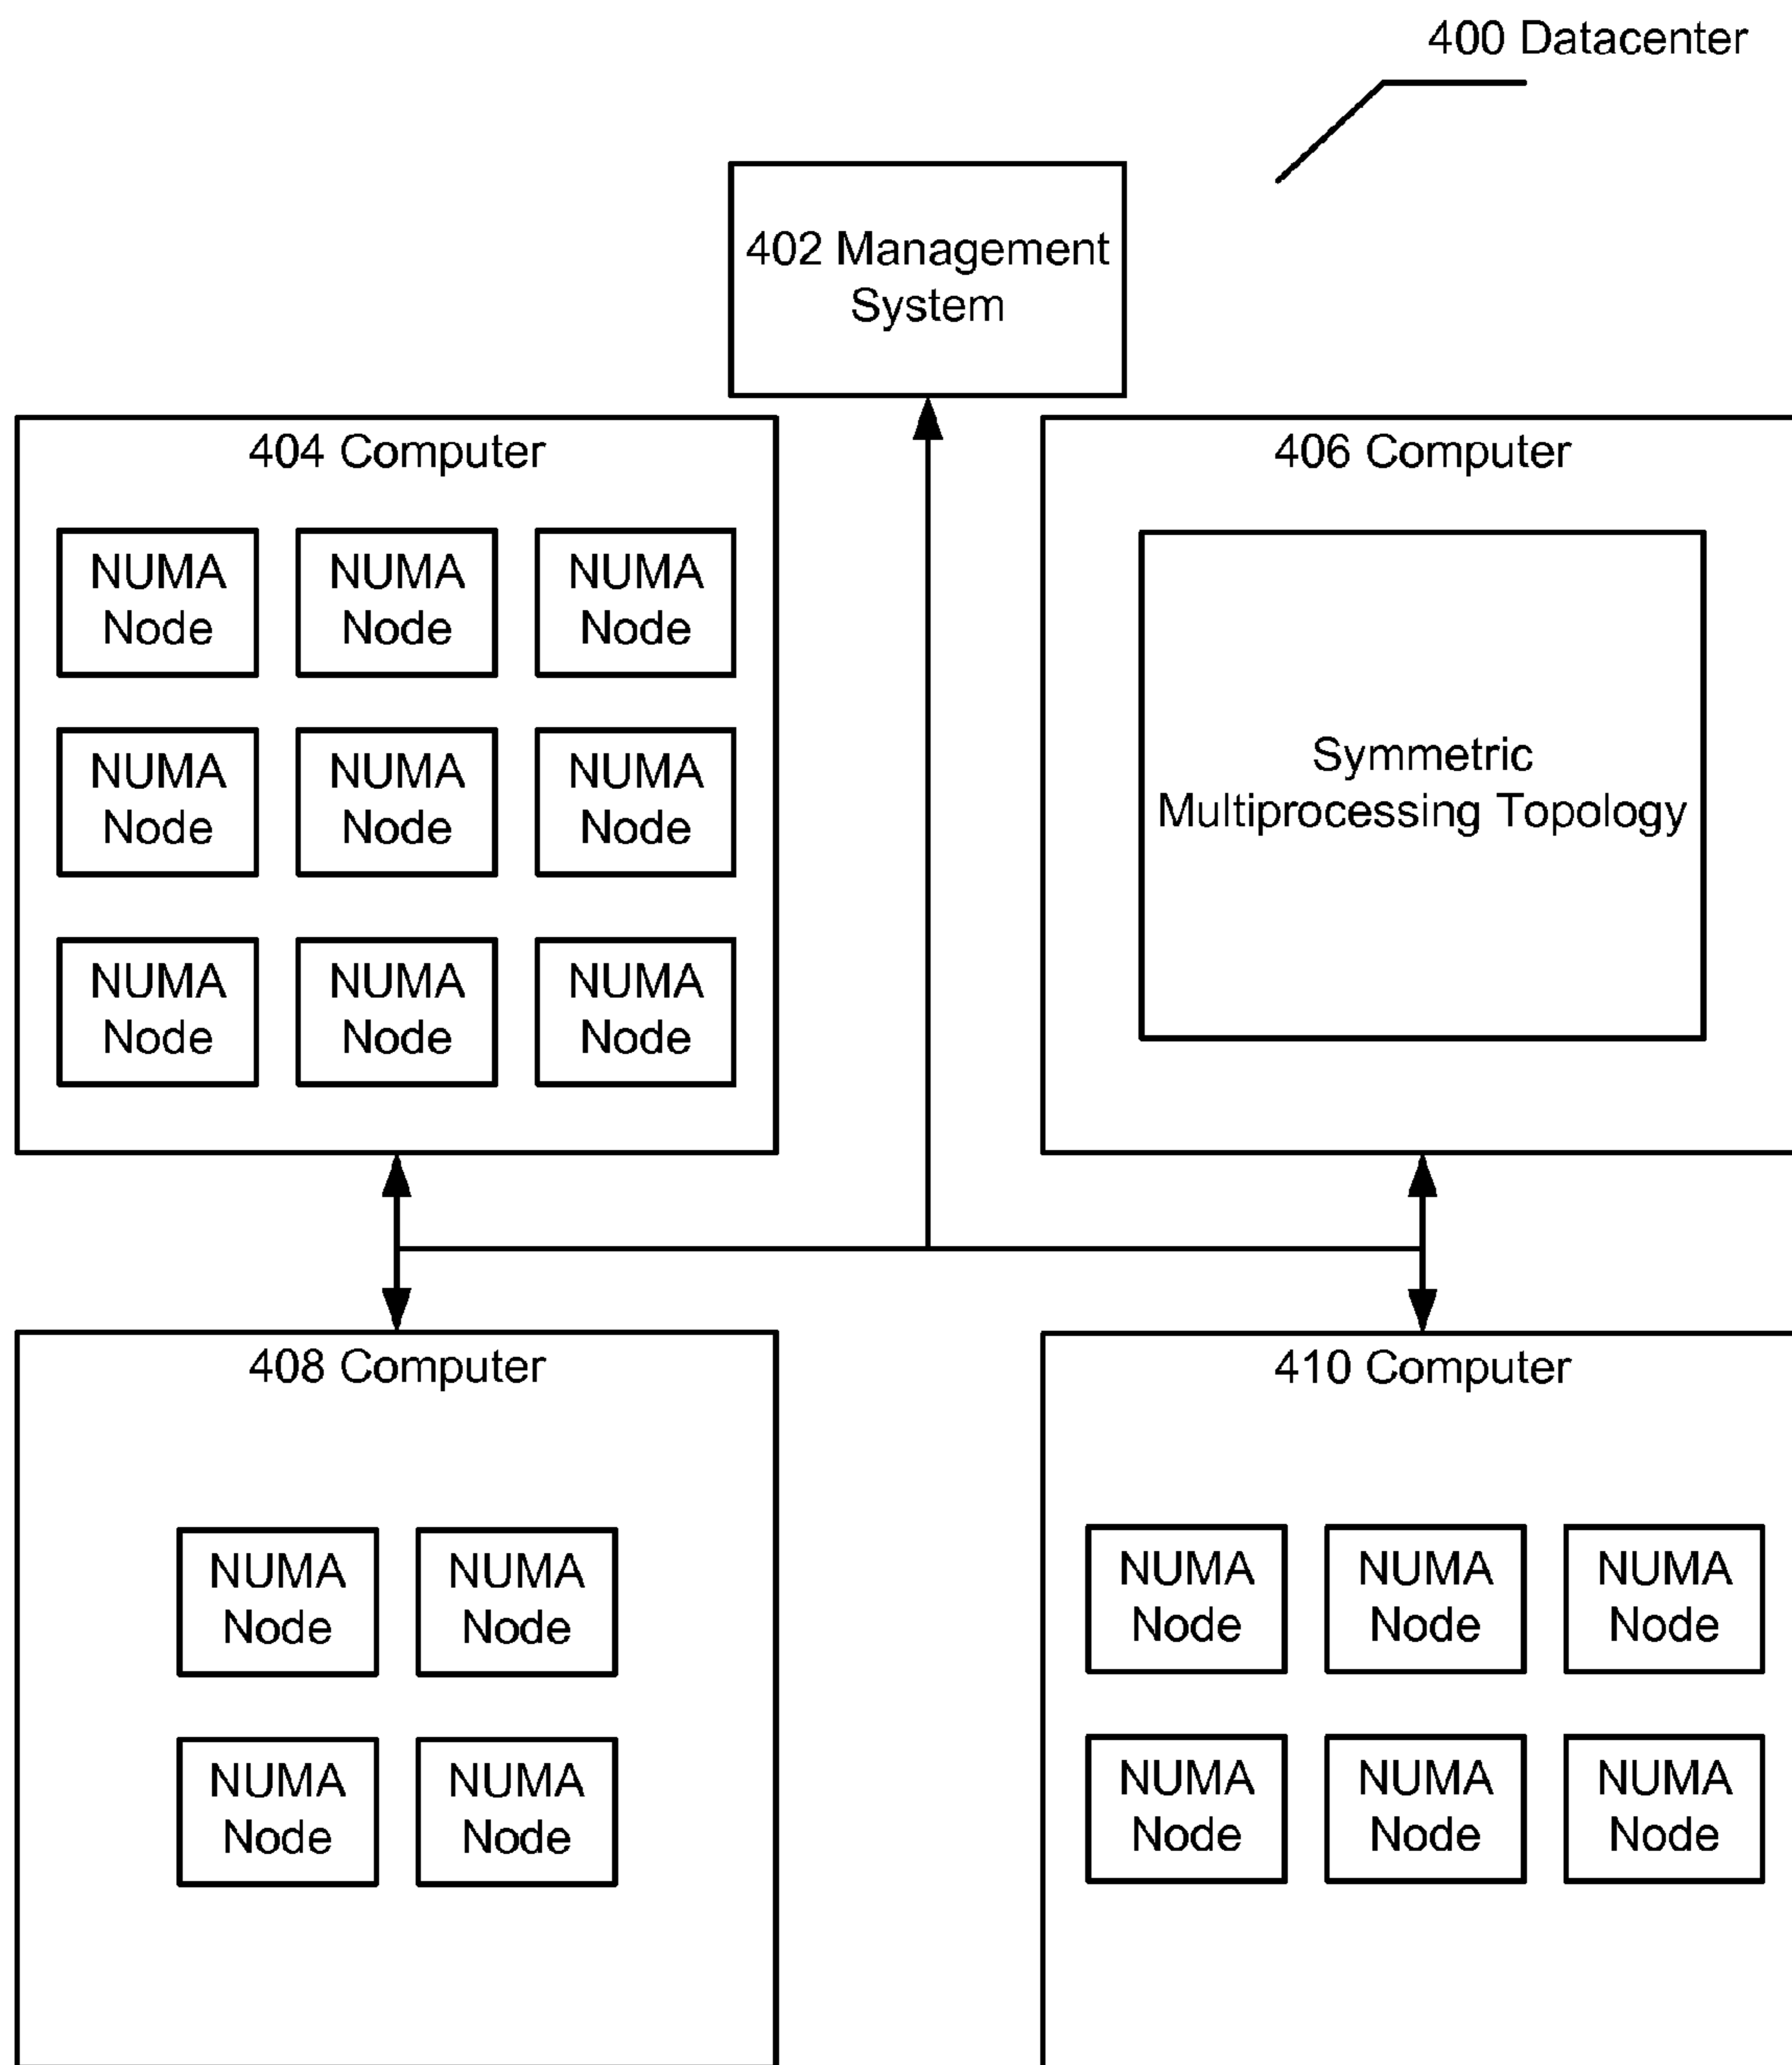 400 Datacenter
402 Management
System
404 Computer
NUMA
Node
NUMA
Node
NUMA
Node
NUMA
Node
NUMA
Node
NUMA
Node
NUMA
Node
NUMA
Node
NUMA
Node
406 Computer
Symmetric
Multiprocessing Topology
408 Computer
NUMA
Node
NUMA
Node
NUMA
Node
NUMA
Node
410 Computer
NUMA
Node
NUMA
Node
NUMA
Node
NUMA
Node
NUMA
Node
NUMA
Node